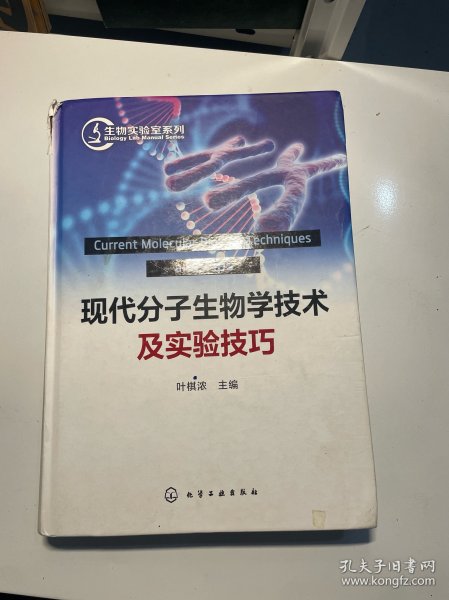 生物实验室系列
Biology Lab Manual Series
Current Molecular Techniques
现代分子生物学技术
及实验技巧
叶棋浓 主编
化学工业出版社
孔夫子旧书网
www.kongfz.com